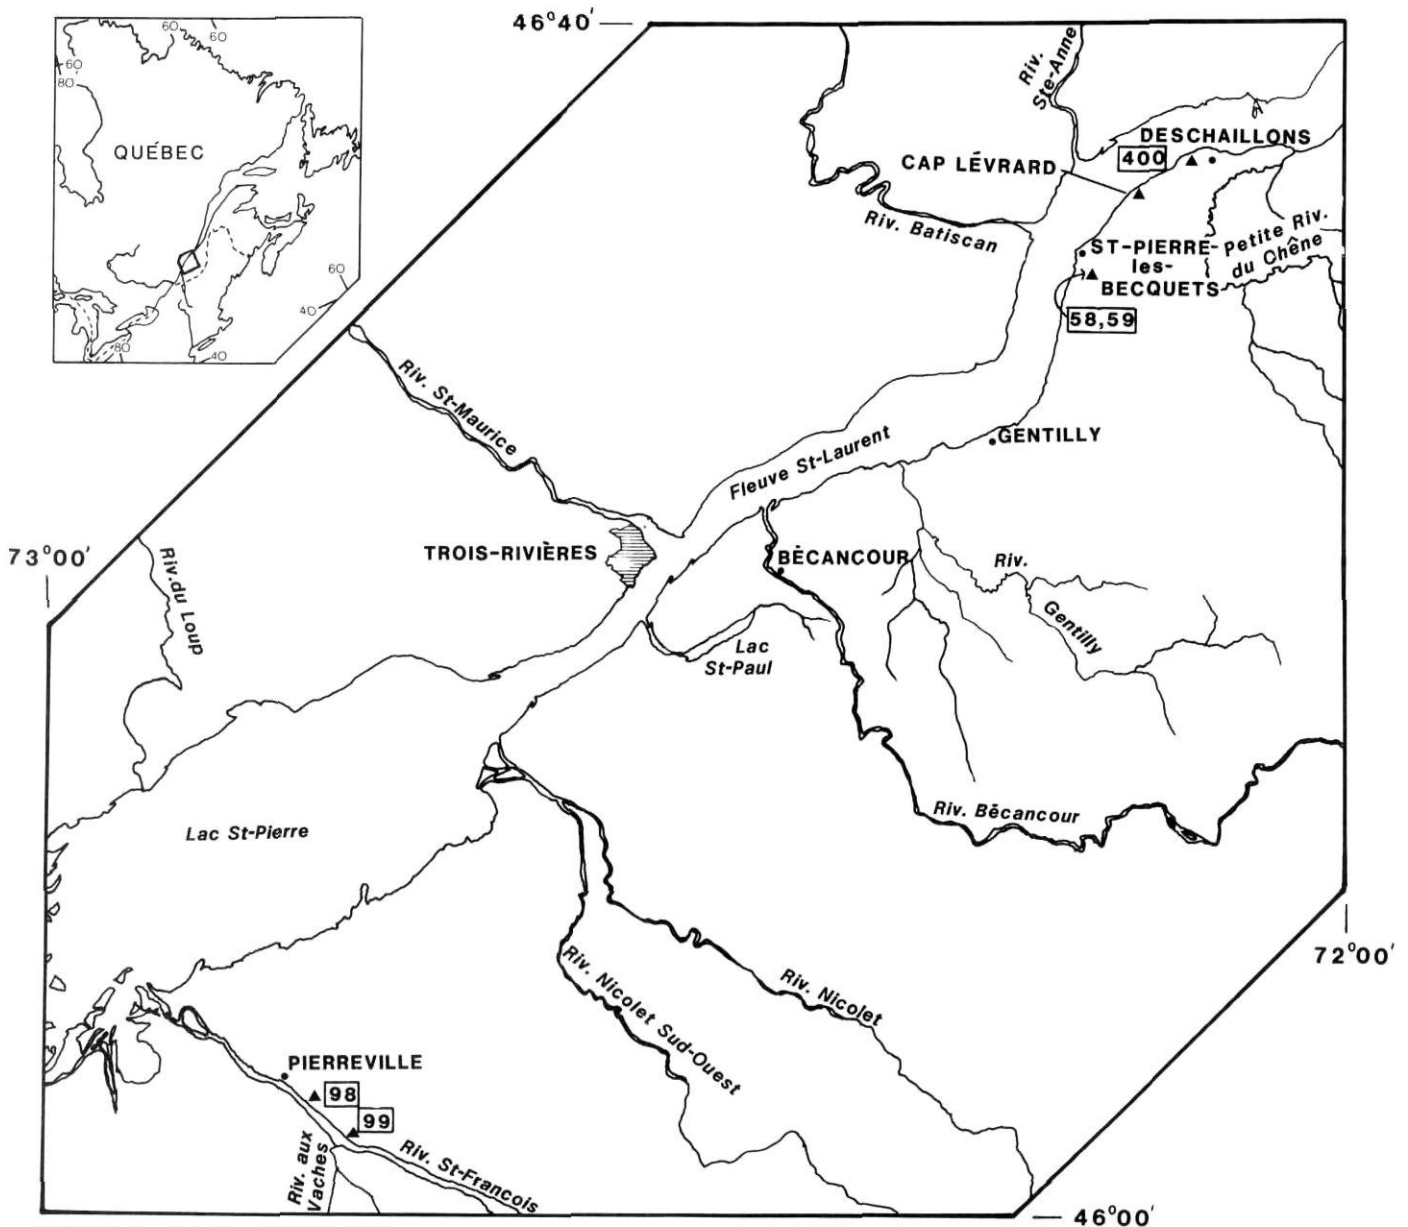 46°40'
60
60
60
80
QUÉBEC
60
40
80
40
Riv.
Ste-Anne
DESCHAILLONS
400
CAP LÉVRARD
Riv. Batiscan
ST-PIERRE-
les-
BECQUETS
Petite Riv.
du Chêne
58,59
Riv. St-Maurice
Fleuve St-Laurent
GENTILLY
73°00'
Riv. du Loup
TROIS-RIVIÈRES
BÉCANCOUR
Riv.
Gentilly
Lac
St-Paul
Lac St-Pierre
Riv. Bécancour
72°00'
Riv. Nicolet
Riv. Nicolet Sud-Ouest
PIERREVILLE
98
99
Riv. aux
Vaches
Riv. St-Francois
46°00'